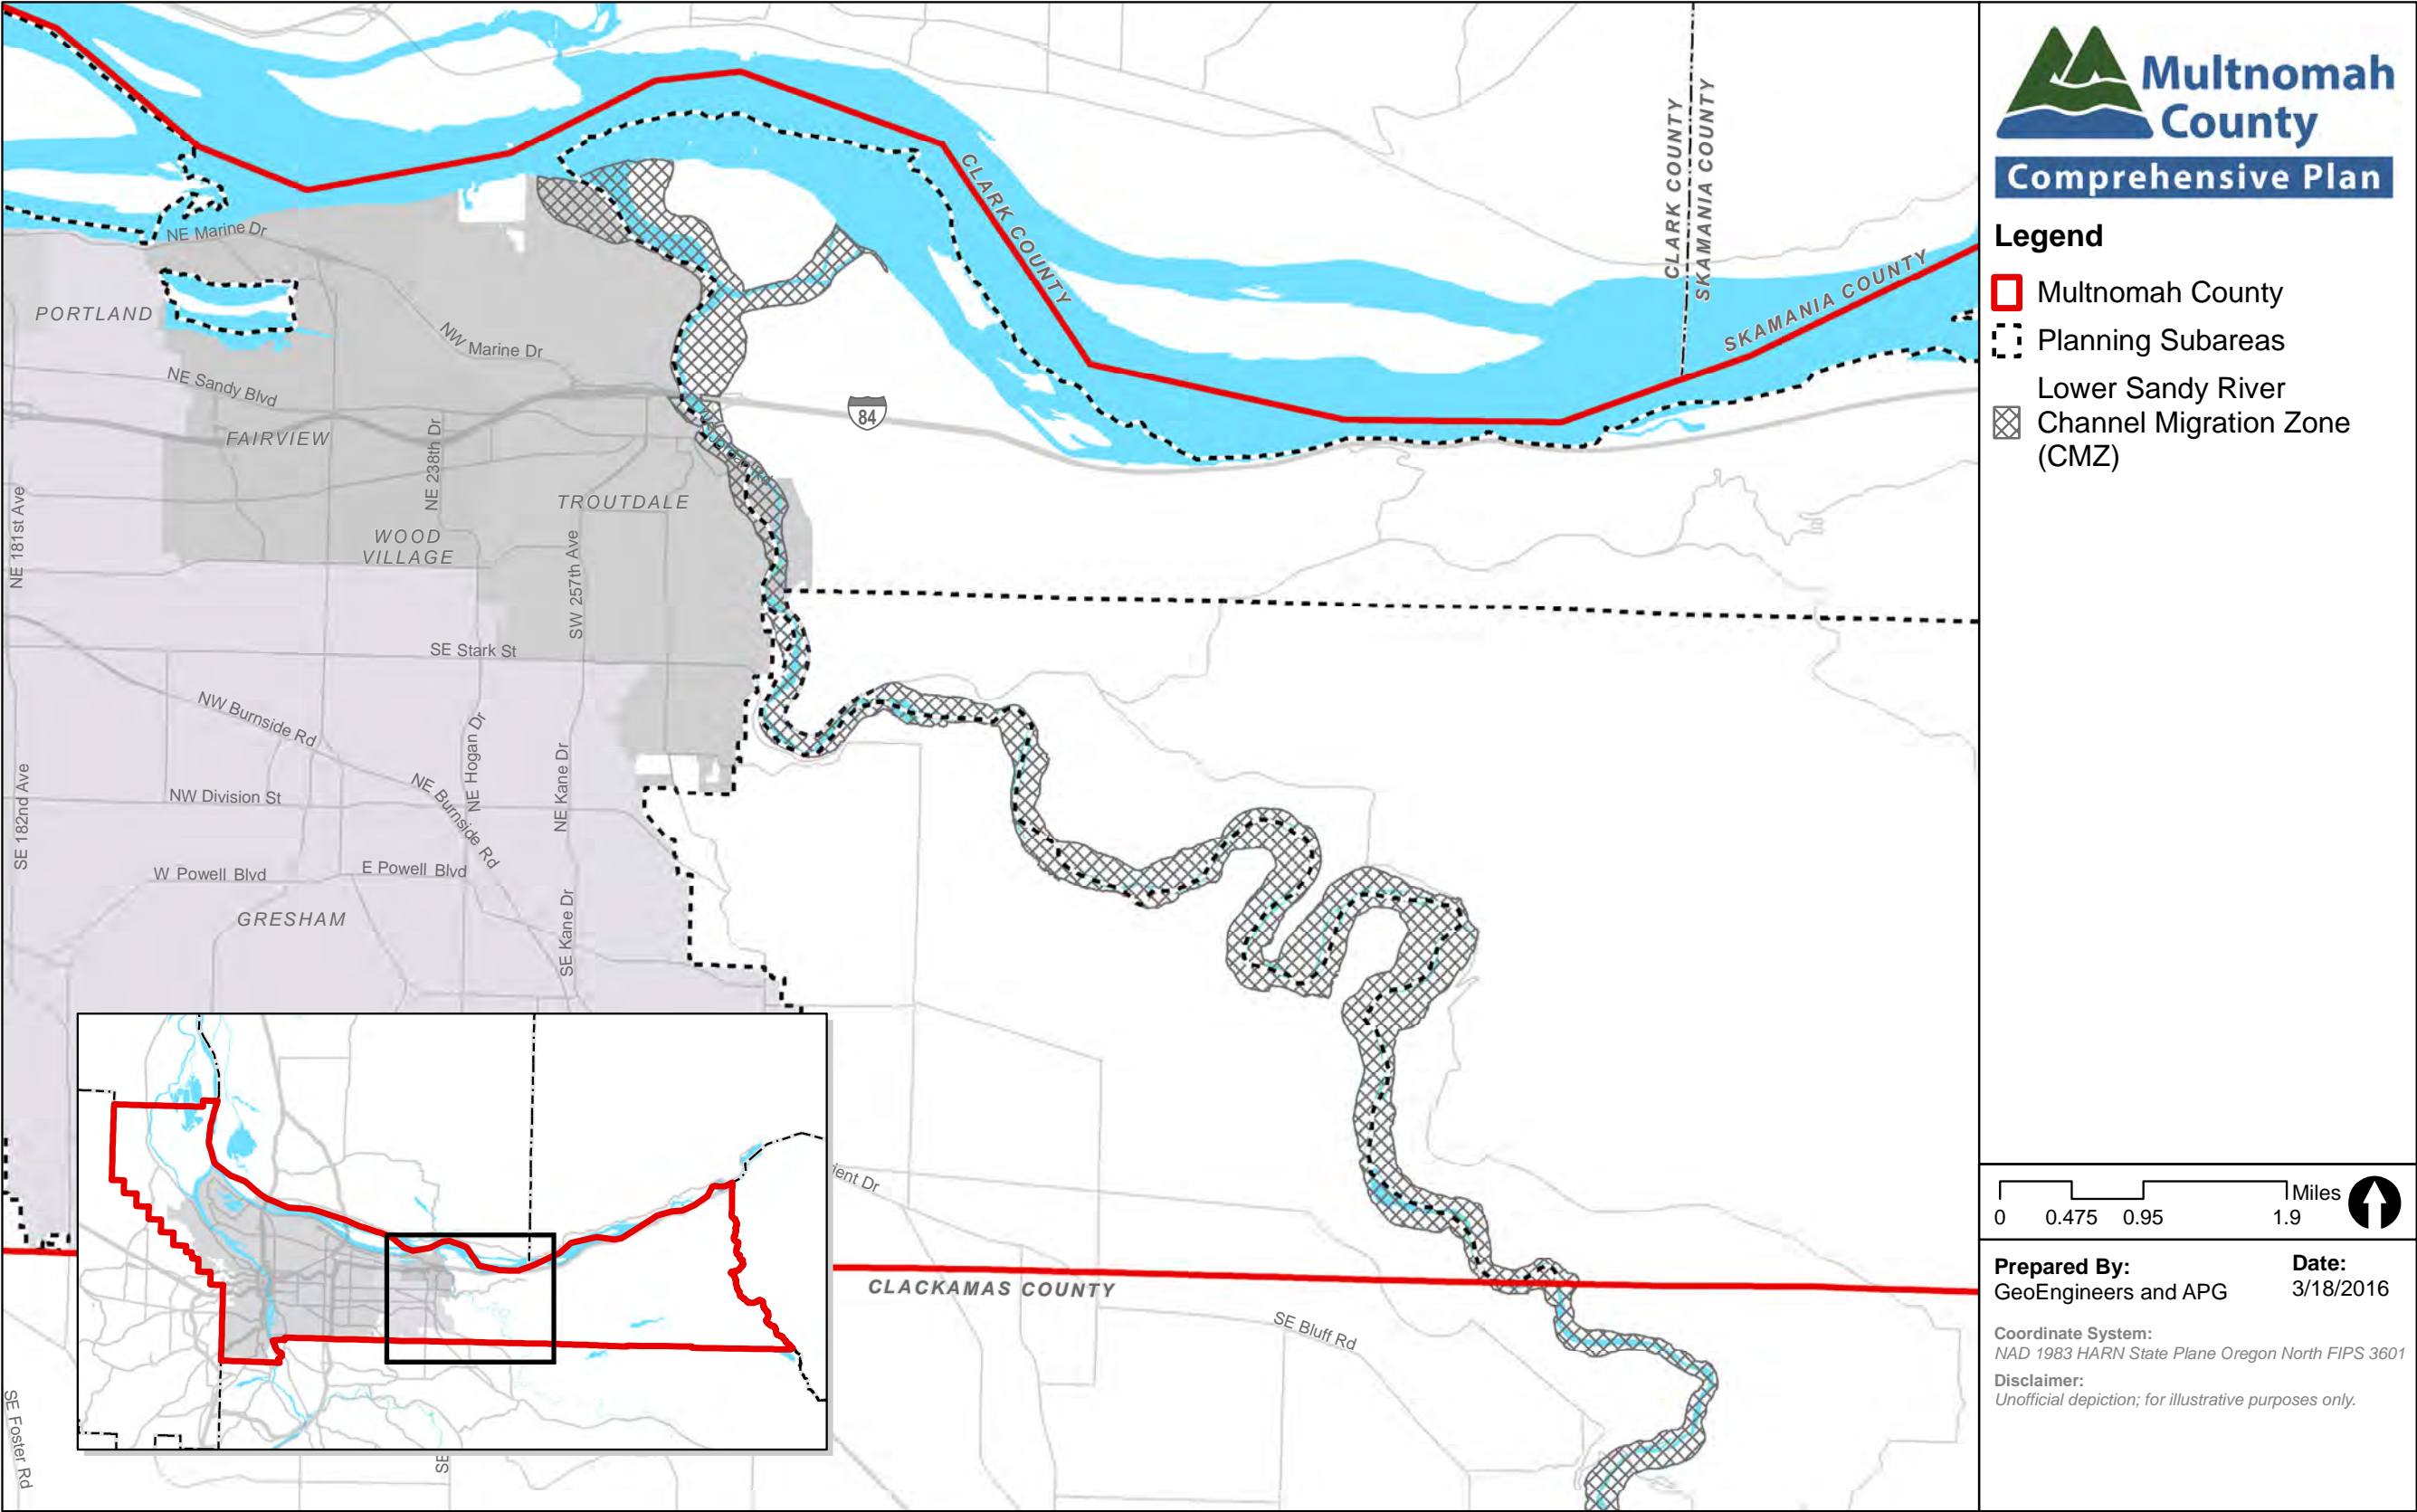 Multnomah
County
Comprehensive Plan
Legend
Multnomah County
Planning Subareas
Lower Sandy River
Channel Migration Zone
(CMZ)
0 0.475 0.95 1.9 Miles
Prepared By:
GeoEngineers and APG
Date:
3/18/2016
Coordinate System:
NAD 1983 HARN State Plane Oregon North FIPS 3601
Disclaimer:
Unofficial depiction; for illustrative purposes only.
CLARK COUNTY
SKAMANIA COUNTY
CLARK COUNTY
SKAMANIA COUNTY
NE Marine Dr
PORTLAND
NW Marine Dr
NE Sandy Blvd
84
FAIRVIEW
NE 238th Dr
TROUTDALE
NE 181st Ave
WOOD
VILLAGE
SW 257th Ave
SE Stark St
NW Burnside Rd
NE Hogan Dr
NE Kane Dr
SE 182nd Ave
NW Division St
NE Burnside Rd
W Powell Blvd
E Powell Blvd
GRESHAM
SE Kane Dr
ient Dr
CLACKAMAS COUNTY
SE Bluff Rd
SE Foster Rd
SE